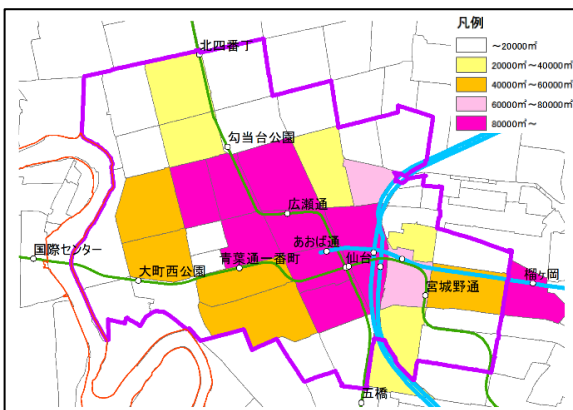 凡例
~20000㎡
20000㎡~40000㎡
40000㎡~60000㎡
60000㎡~80000㎡
80000㎡~
北四番丁
勾当台公園
広瀬通
あおば通
国際センター
青葉通一番町
仙台
榴ヶ岡
大町西公園
宮城野通
五橋